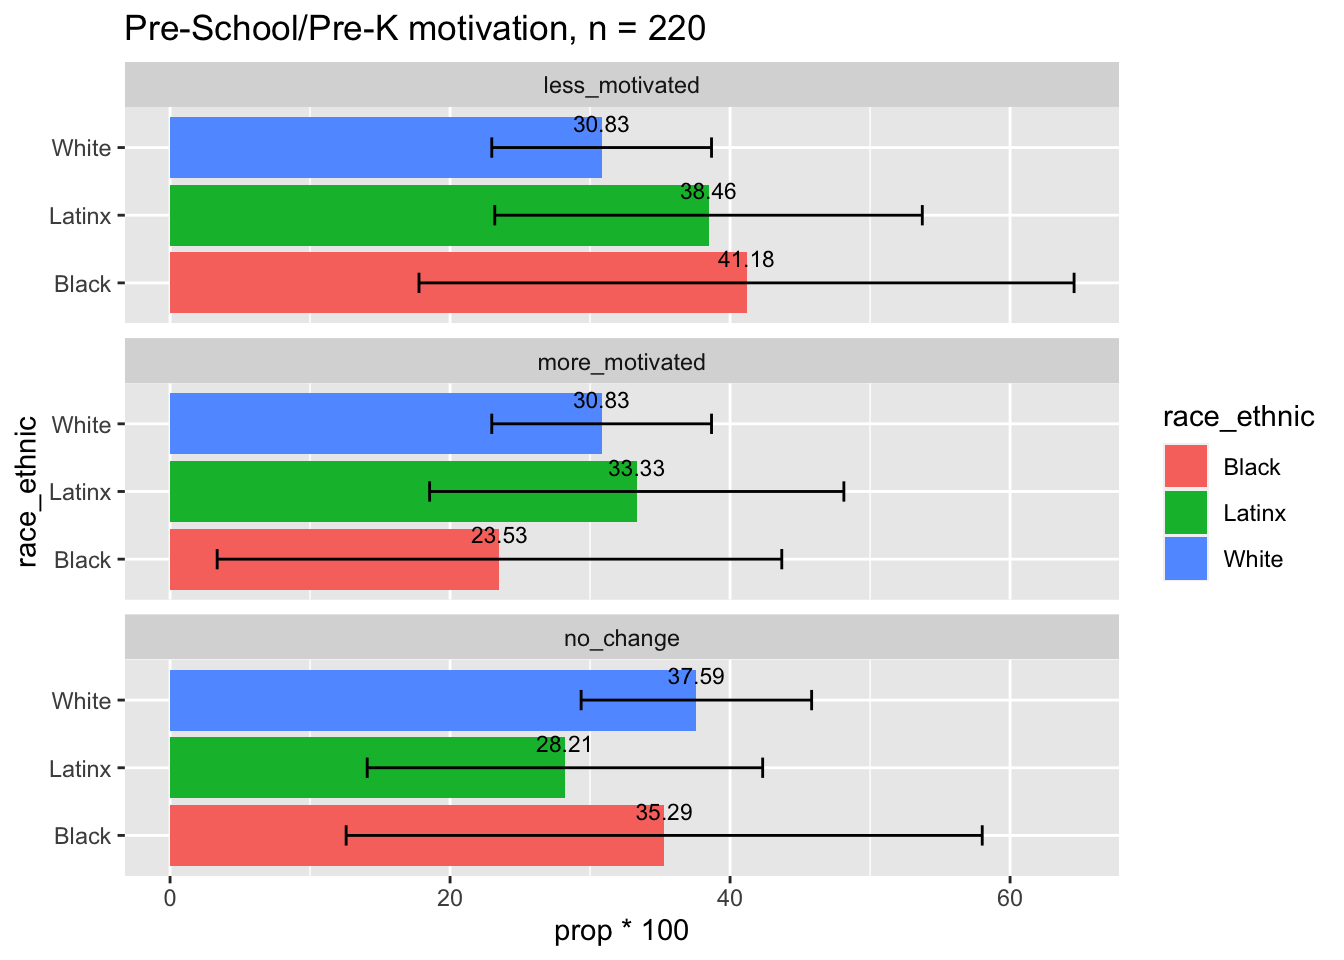 Pre-School/Pre-K motivation, n = 220
less_motivated
White
30.83
Latinx
38.46
Black
41.18
more_motivated
White
30.83
Latinx
33.33
Black
23.53
no_change
White
37.59
Latinx
28.21
Black
35.29
0 20 40 60
prop * 100
race_ethnic
race_ethnic
Black
Latinx
White